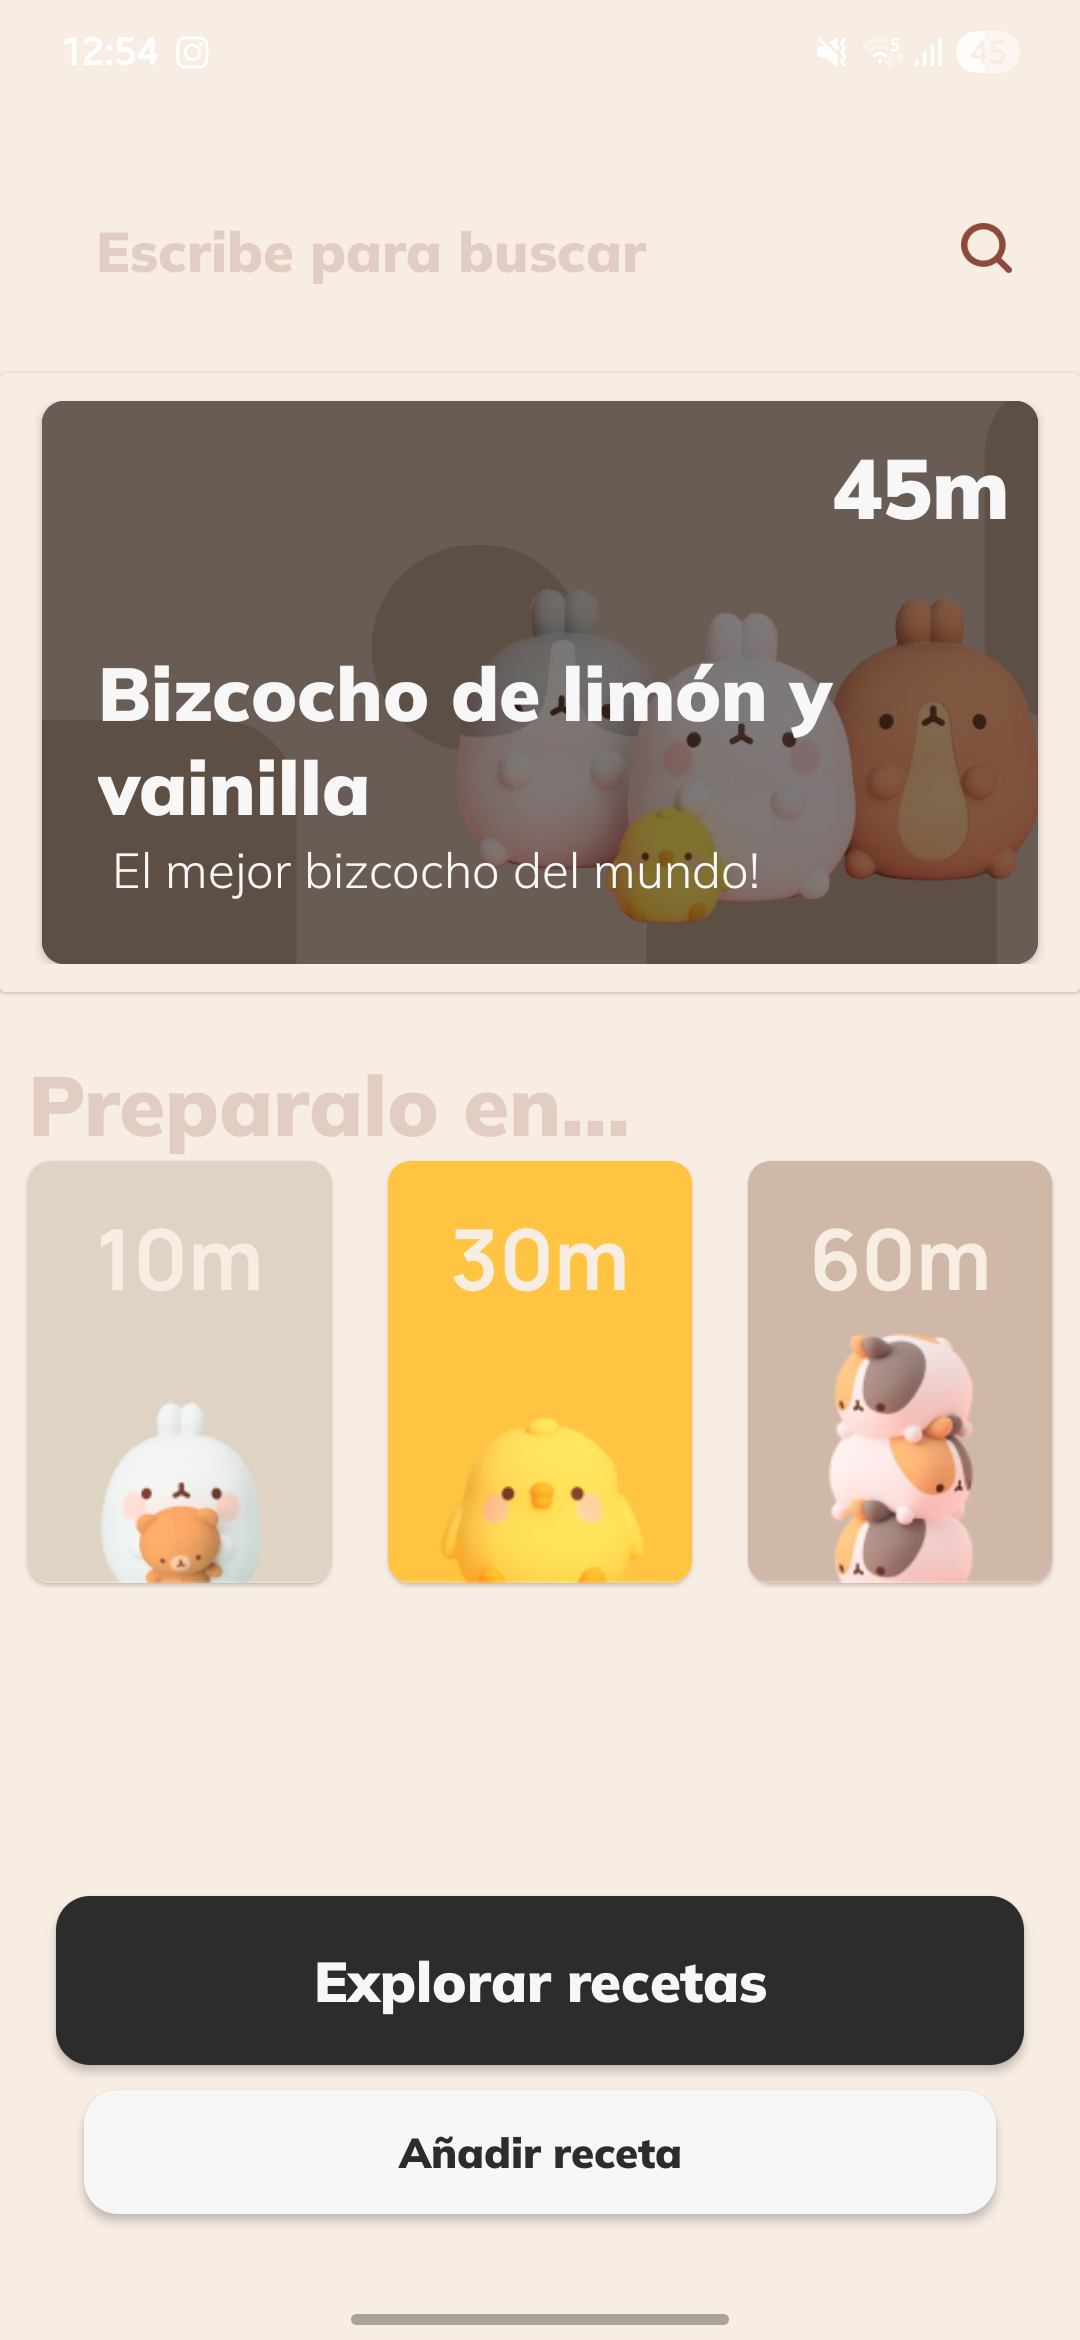 12:54
5
45
Escribe para buscar
45m
Bizcocho de limón y
vainilla
El mejor bizcocho del mundo!
Preparalo en...
10m
30m
60m
Explorar recetas
Añadir receta